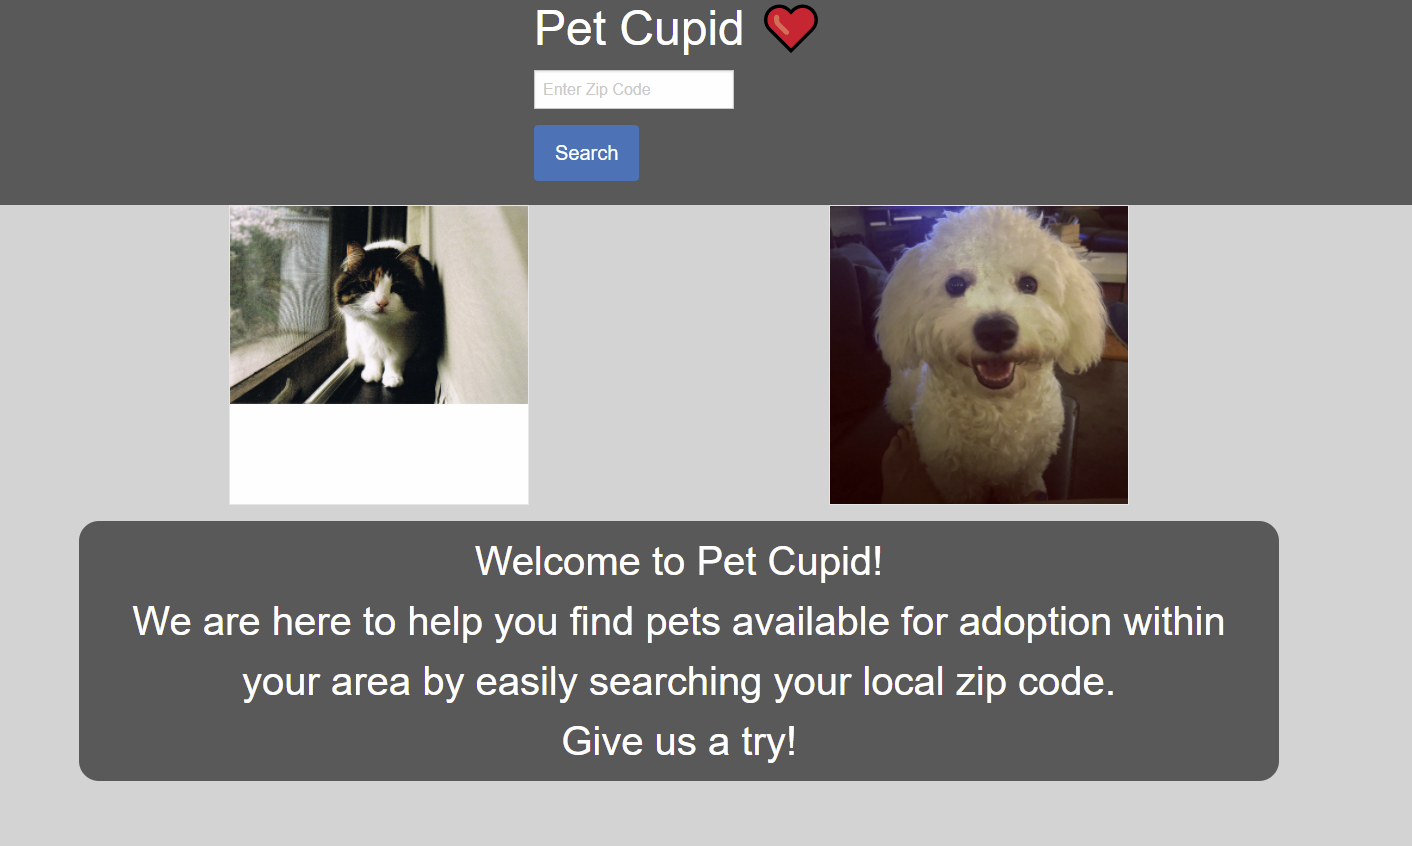 Pet Cupid
Enter Zip Code
Search
Welcome to Pet Cupid!
We are here to help you find pets available for adoption within
your area by easily searching your local zip code.
Give us a try!